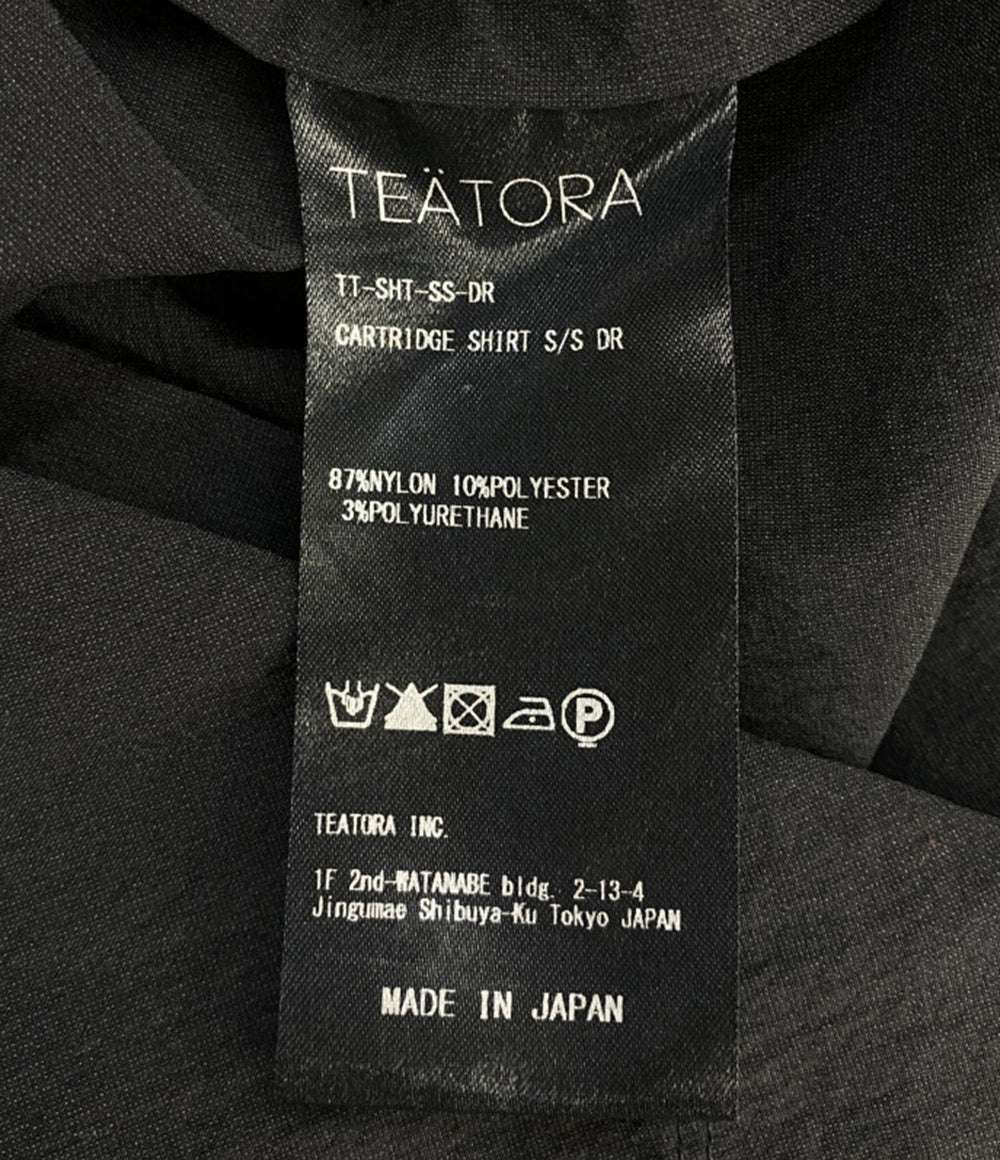 TEÄTORA
TT-SHT-SS-DR
CARTRIDGE SHIRT S/S DR
87%NYLON 10%POLYESTER
3%POLYURETHANE
P
TEATORA INC.
1F 2nd-WATANABE bldg. 2-13-4
Jingumae Shibuya-Ku Tokyo JAPAN
MADE IN JAPAN